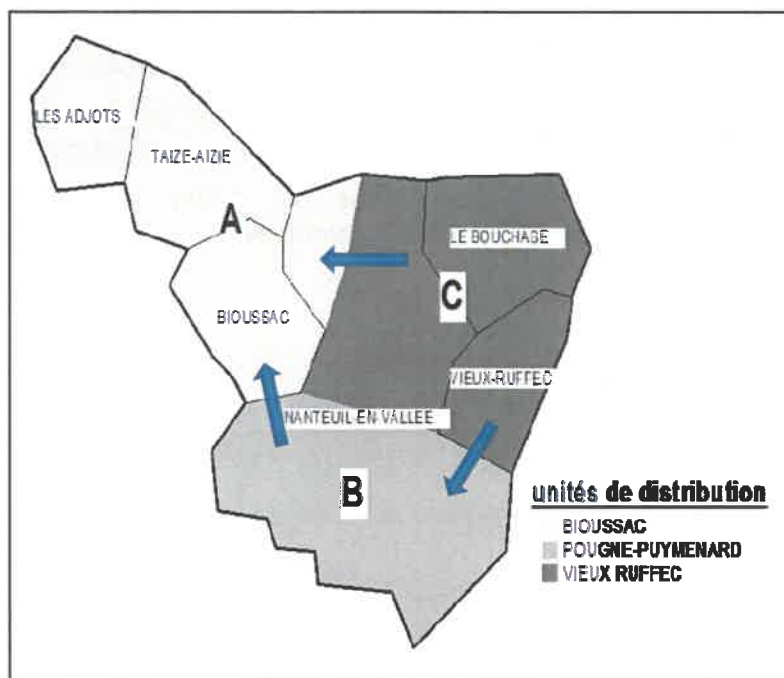 LES ADJOTS
TAIZE-AIZIE
A
LE BOUCHAGE
C
BIOUSSAC
VIEUX-RUFFEC
NANTEUIL-EN-VALLEE
B
unités de distribution
BIOUSSAC
POUGNE-PUYMENARD
VIEUX RUFFEC